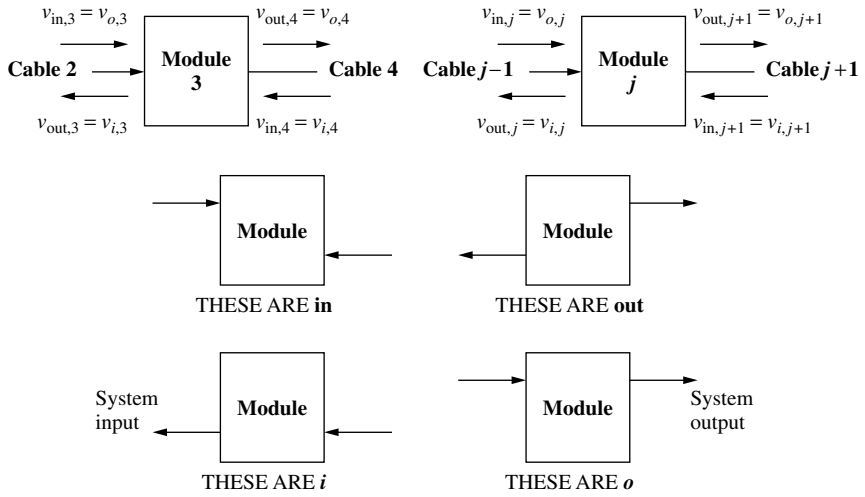 v_in,3 = v_o,3
v_out,4 = v_o,4
Cable 2
Module
3
Cable 4
v_out,3 = v_i,3
v_in,4 = v_i,4
v_in,j = v_o,j
v_out,j+1 = v_o,j+1
Cable j−1
Module
j
Cable j+1
v_out,j = v_i,j
v_in,j+1 = v_i,j+1
Module
THESE ARE in
Module
THESE ARE out
System
input
Module
THESE ARE i
Module
System
output
THESE ARE o